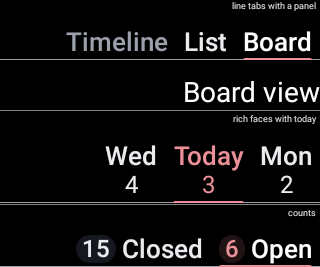 line tabs with a panel
Timeline List Board
Board view
rich faces with today
Wed Today Mon
4 3 2
counts
15 Closed 6 Open